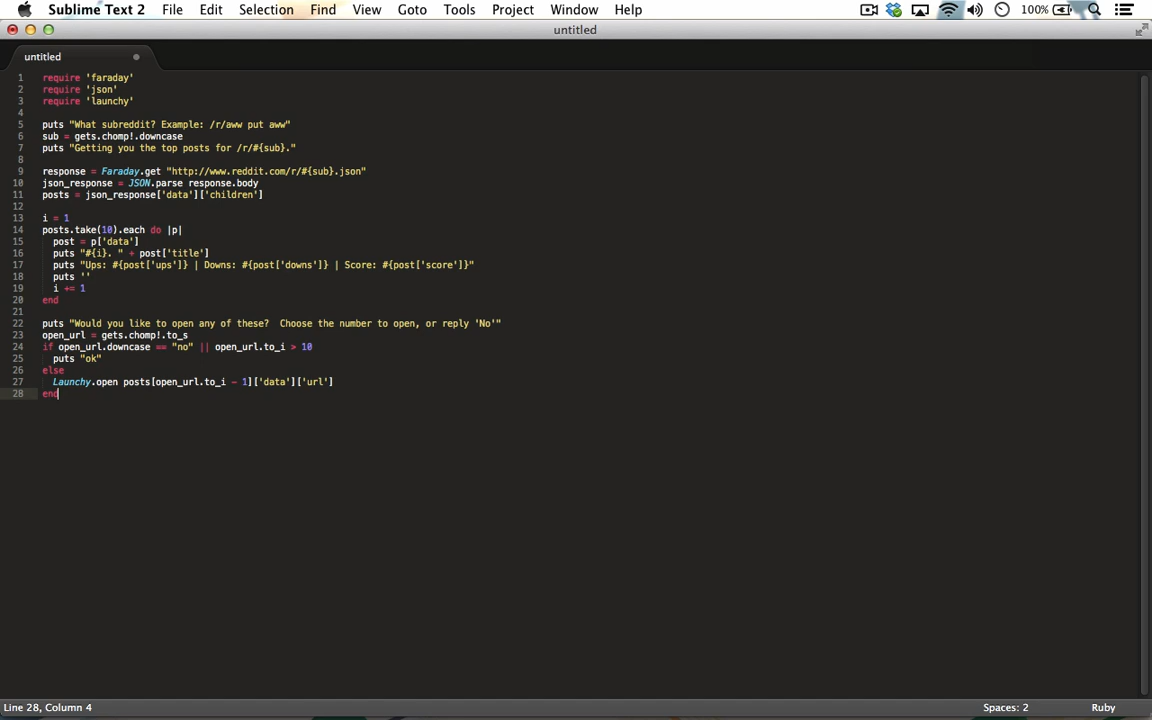 Sublime Text 2 File Edit Selection Find View Goto Tools Project Window Help 100%
untitled
untitled
1 require 'faraday'
2 require 'json'
3 require 'launchy'
4
5 puts "What subreddit? Example: /r/aww put aww"
6 sub = gets.chomp!.downcase
7 puts "Getting you the top posts for /r/#{sub}."
8
9 response = Faraday.get "http://www.reddit.com/r/#{sub}.json"
10 json_response = JSON.parse response.body
11 posts = json_response['data']['children']
12
13 i = 1
14 posts.take(10).each do |p|
15   post = p['data']
16   puts "#{i}. " + post['title']
17   puts "Ups: #{post['ups']} | Downs: #{post['downs']} | Score: #{post['score']}"
18   puts ''
19   i += 1
20 end
21
22 puts "Would you like to open any of these?  Choose the number to open, or reply 'No'"
23 open_url = gets.chomp!.to_s
24 if open_url.downcase == "no" || open_url.to_i > 10
25   puts "ok"
26 else
27   Launchy.open posts[open_url.to_i - 1]['data']['url']
28 end
Line 28, Column 4 Spaces: 2 Ruby